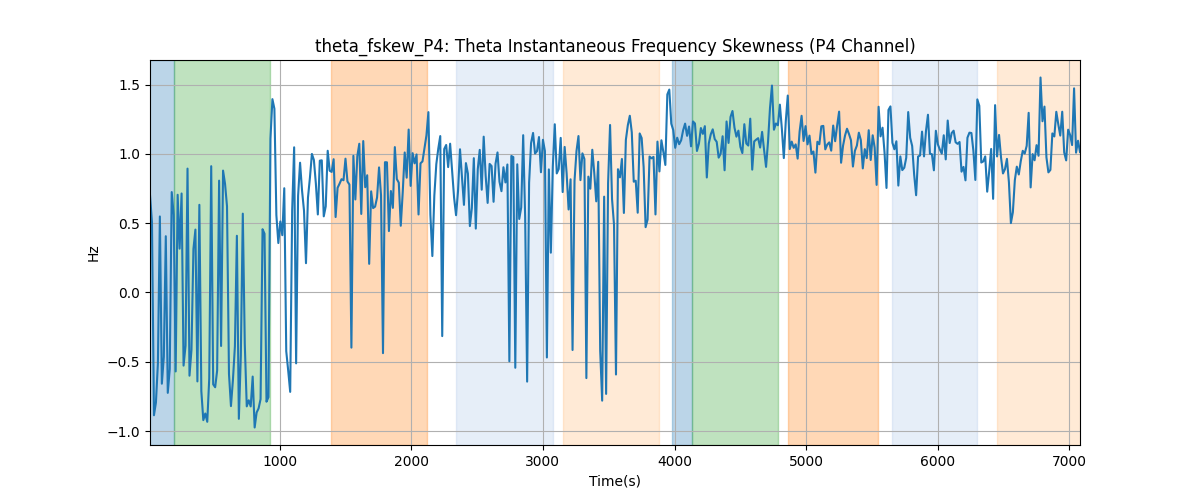 theta_fskew_P4: Theta Instantaneous Frequency Skewness (P4 Channel)
1.5
1.0
0.5
0.0
−0.5
−1.0
Hz
1000 2000 3000 4000 5000 6000 7000
Time(s)